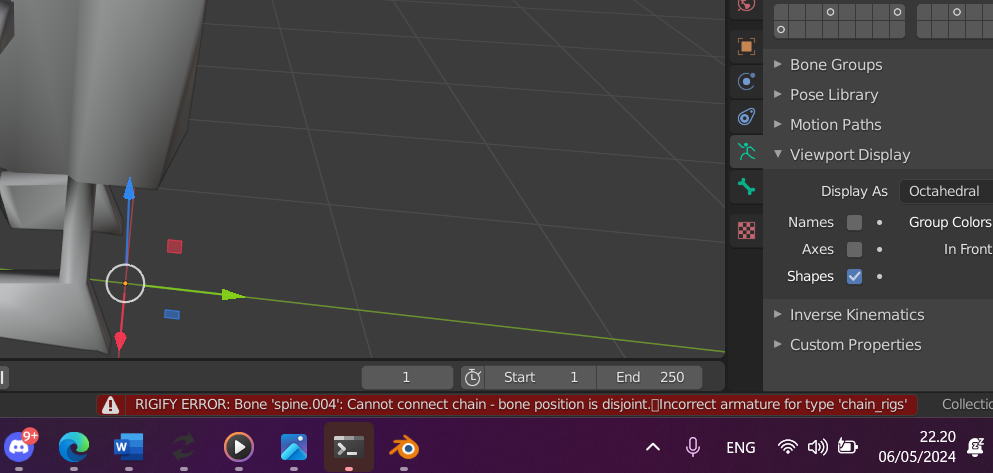 Bone Groups
Pose Library
Motion Paths
Viewport Display
Display As Octahedral
Names Group Colors
Axes In Front
Shapes
Inverse Kinematics
Custom Properties
1 Start 1 End 250
RIGIFY ERROR: Bone 'spine.004': Cannot connect chain - bone position is disjoint.▯Incorrect armature for type 'chain_rigs' Collectio
9+ W ENG 22.20
06/05/2024